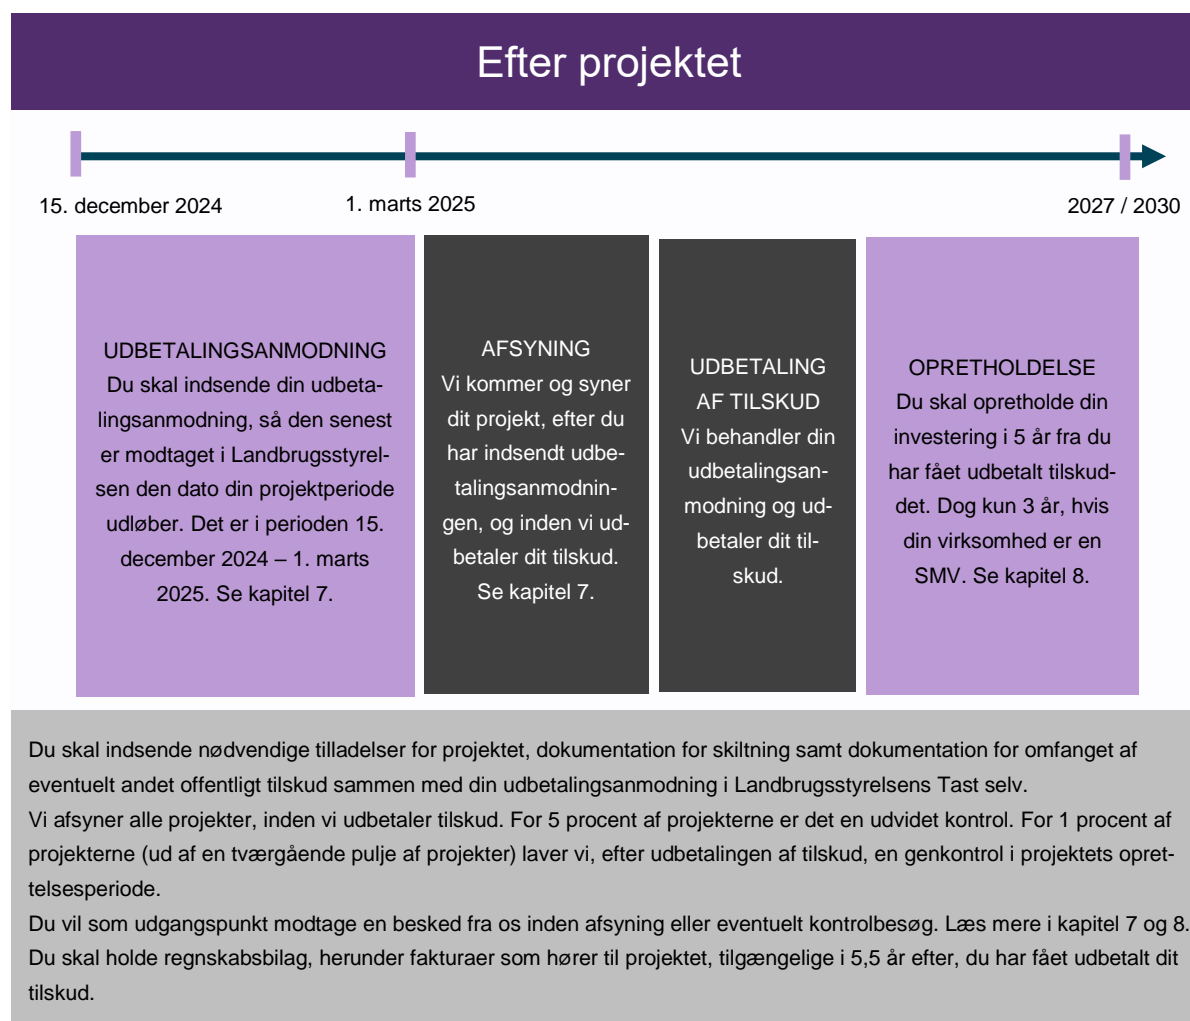 Efter projektet
15. december 2024
1. marts 2025
2027 / 2030
UDBETALINGSANMODNING
Du skal indsende din udbeta-
lingsanmodning, så den senest
er modtaget i Landbrugsstyrel-
sen den dato din projektperiode
udløber. Det er i perioden 15.
december 2024 – 1. marts
2025. Se kapitel 7.
AFSYNING
Vi kommer og syner
dit projekt, efter du
har indsendt udbe-
talingsanmodnin-
gen, og inden vi ud-
betaler dit tilskud.
Se kapitel 7.
UDBETALING
AF TILSKUD
Vi behandler din
udbetalingsan-
modning og ud-
betaler dit til-
skud.
OPRETHOLDELSE
Du skal opretholde din
investering i 5 år fra du
har fået udbetalt tilskud-
det. Dog kun 3 år, hvis
din virksomhed er en
SMV. Se kapitel 8.
Du skal indsende nødvendige tilladelser for projektet, dokumentation for skiltning samt dokumentation for omfanget af
eventuelt andet offentligt tilskud sammen med din udbetalingsanmodning i Landbrugsstyrelsens Tast selv.
Vi afsyner alle projekter, inden vi udbetaler tilskud. For 5 procent af projekterne er det en udvidet kontrol. For 1 procent af
projekterne (ud af en tværgående pulje af projekter) laver vi, efter udbetalingen af tilskud, en genkontrol i projektets opret-
telsesperiode.
Du vil som udgangspunkt modtage en besked fra os inden afsyning eller eventuelt kontrolbesøg. Læs mere i kapitel 7 og 8.
Du skal holde regnskabsbilag, herunder fakturaer som hører til projektet, tilgængelige i 5,5 år efter, du har fået udbetalt dit
tilskud.